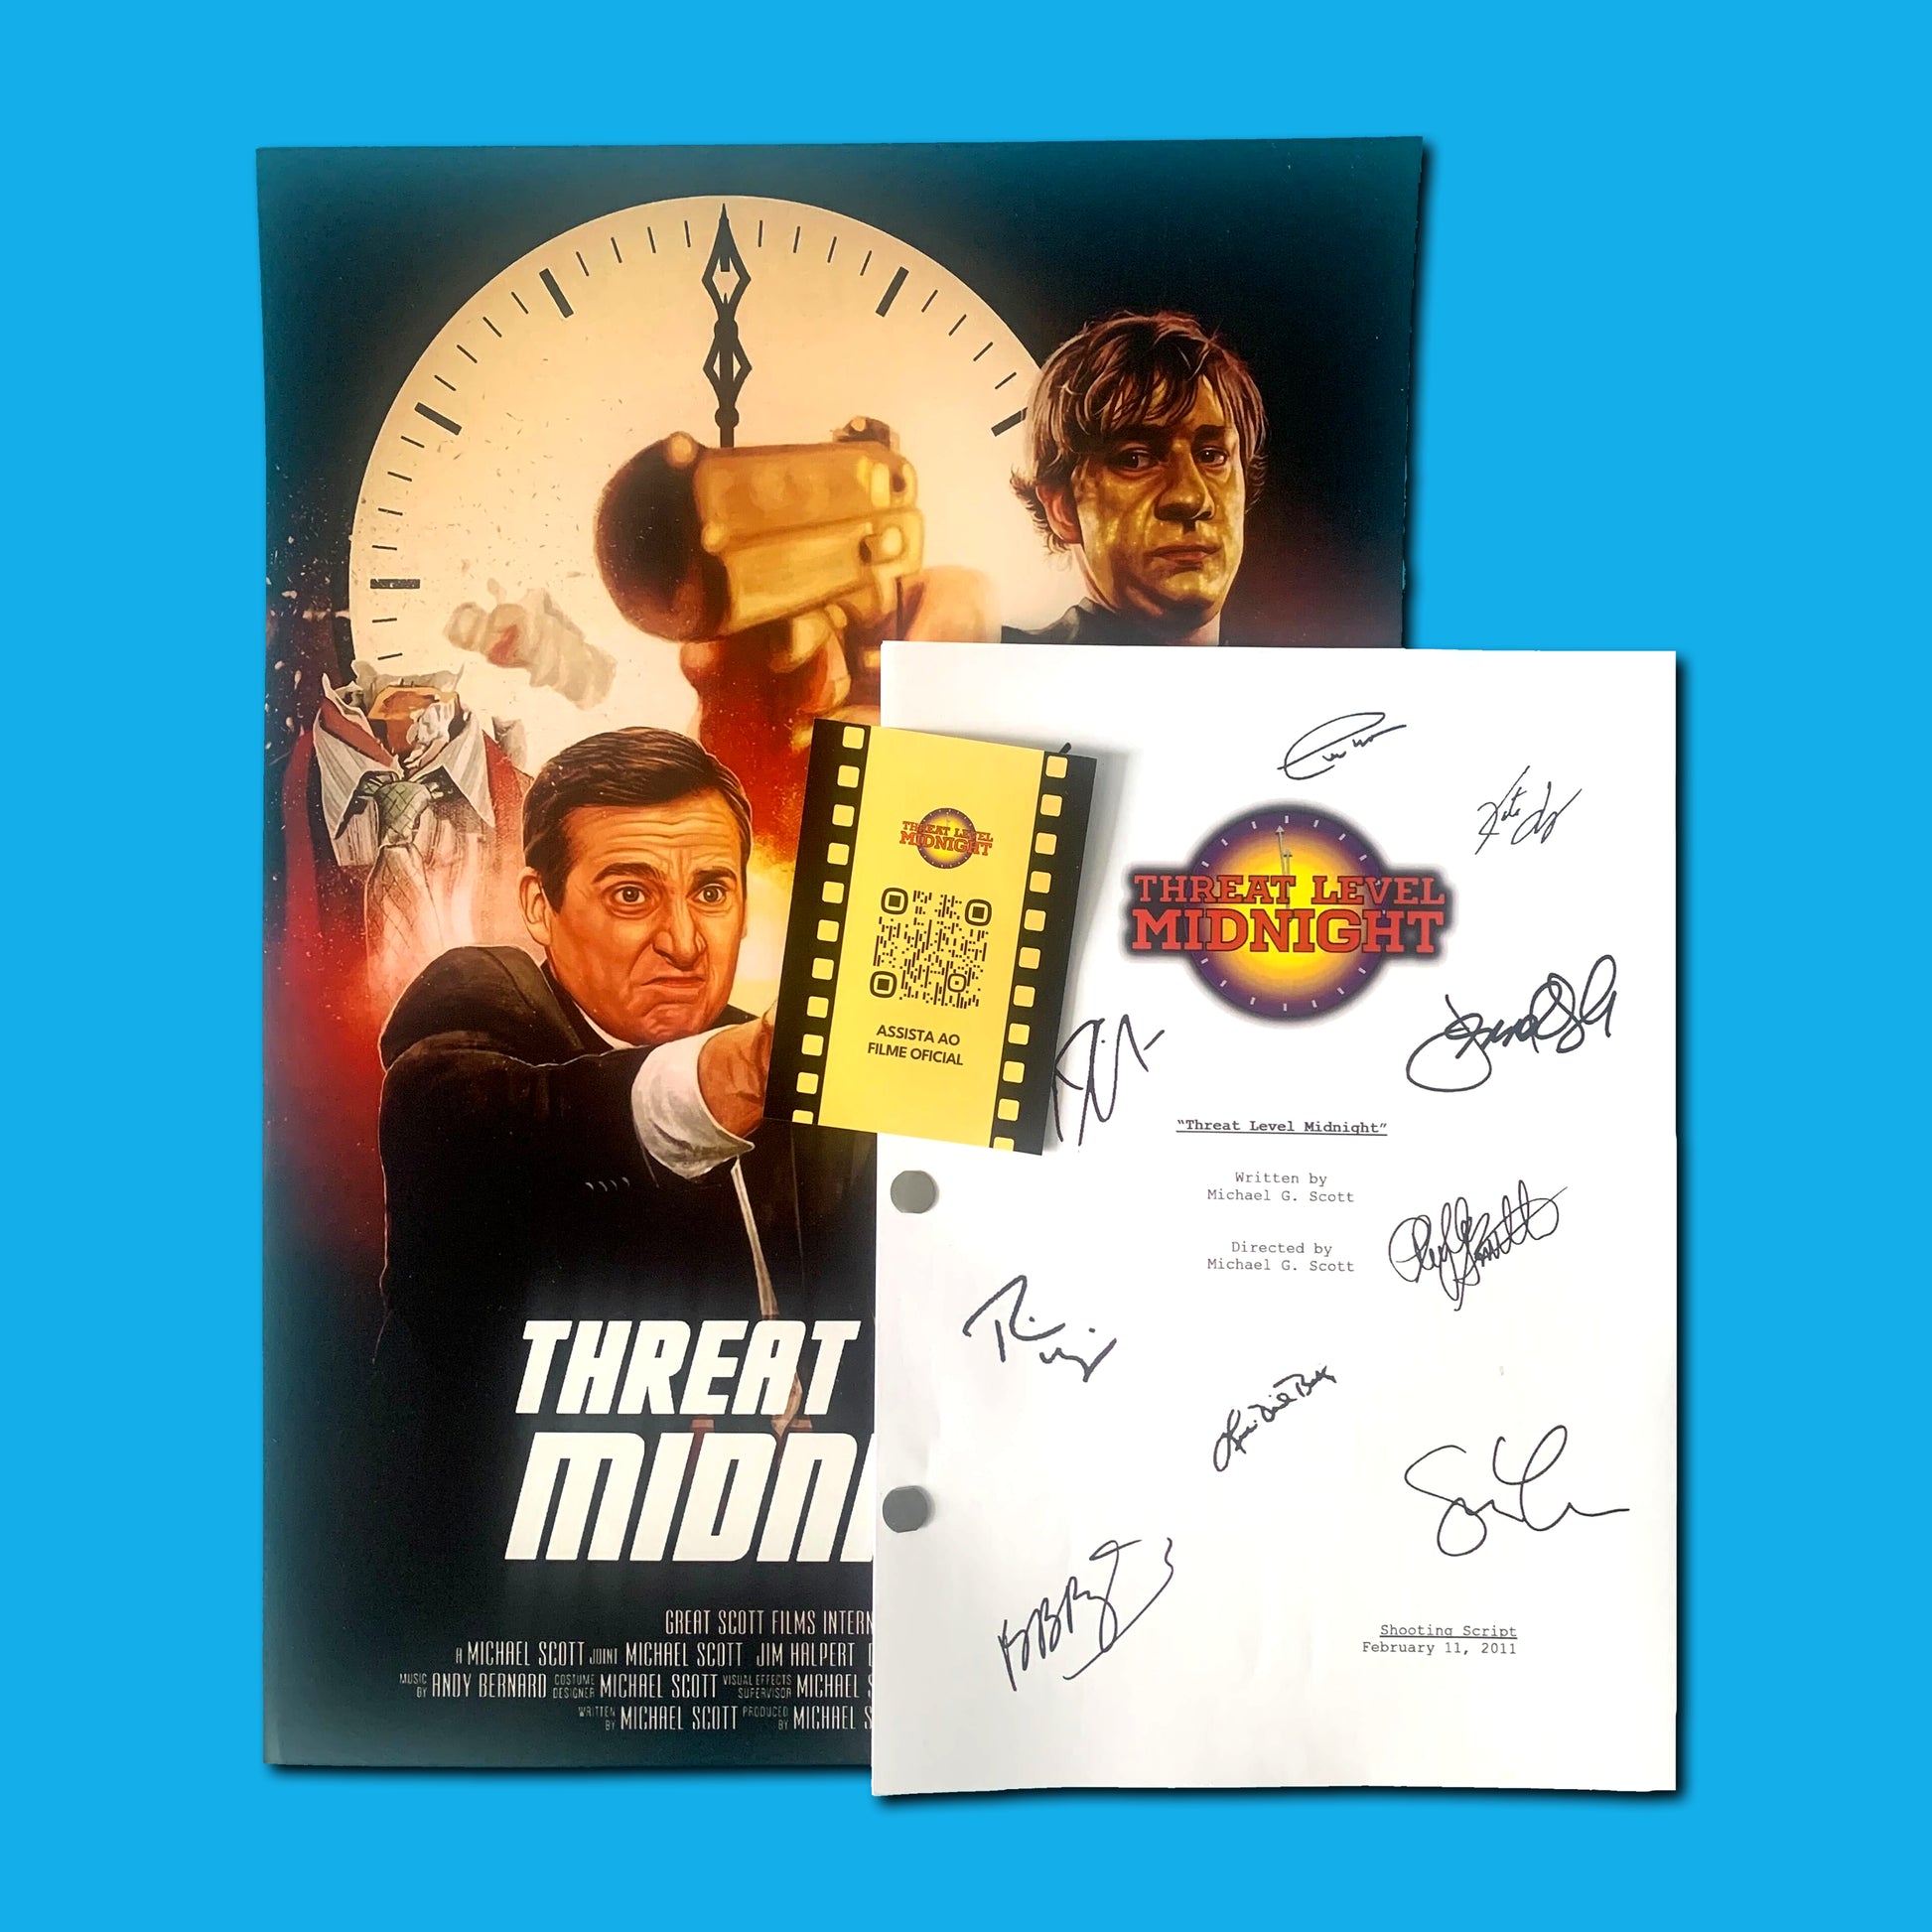 THREAT LEVEL
MIDNIGHT
ASSISTA AO
FILME OFICIAL
THREAT LEVEL
MIDNIGHT
"Threat Level Midnight"
Written by
Michael G. Scott
Directed by
Michael G. Scott
Shooting Script
February 11, 2011
THREAT
MIDN
GREAT SCOTT FILMS INTERN
A MICHAEL SCOTT JOINT MICHAEL SCOTT JIM HALPERT
MUSIC BY ANDY BERNARD COSTUME DESIGNER MICHAEL SCOTT VISUAL EFFECTS SUPERVISOR MICHAEL S
WRITTEN BY MICHAEL SCOTT PRODUCED BY MICHAEL S